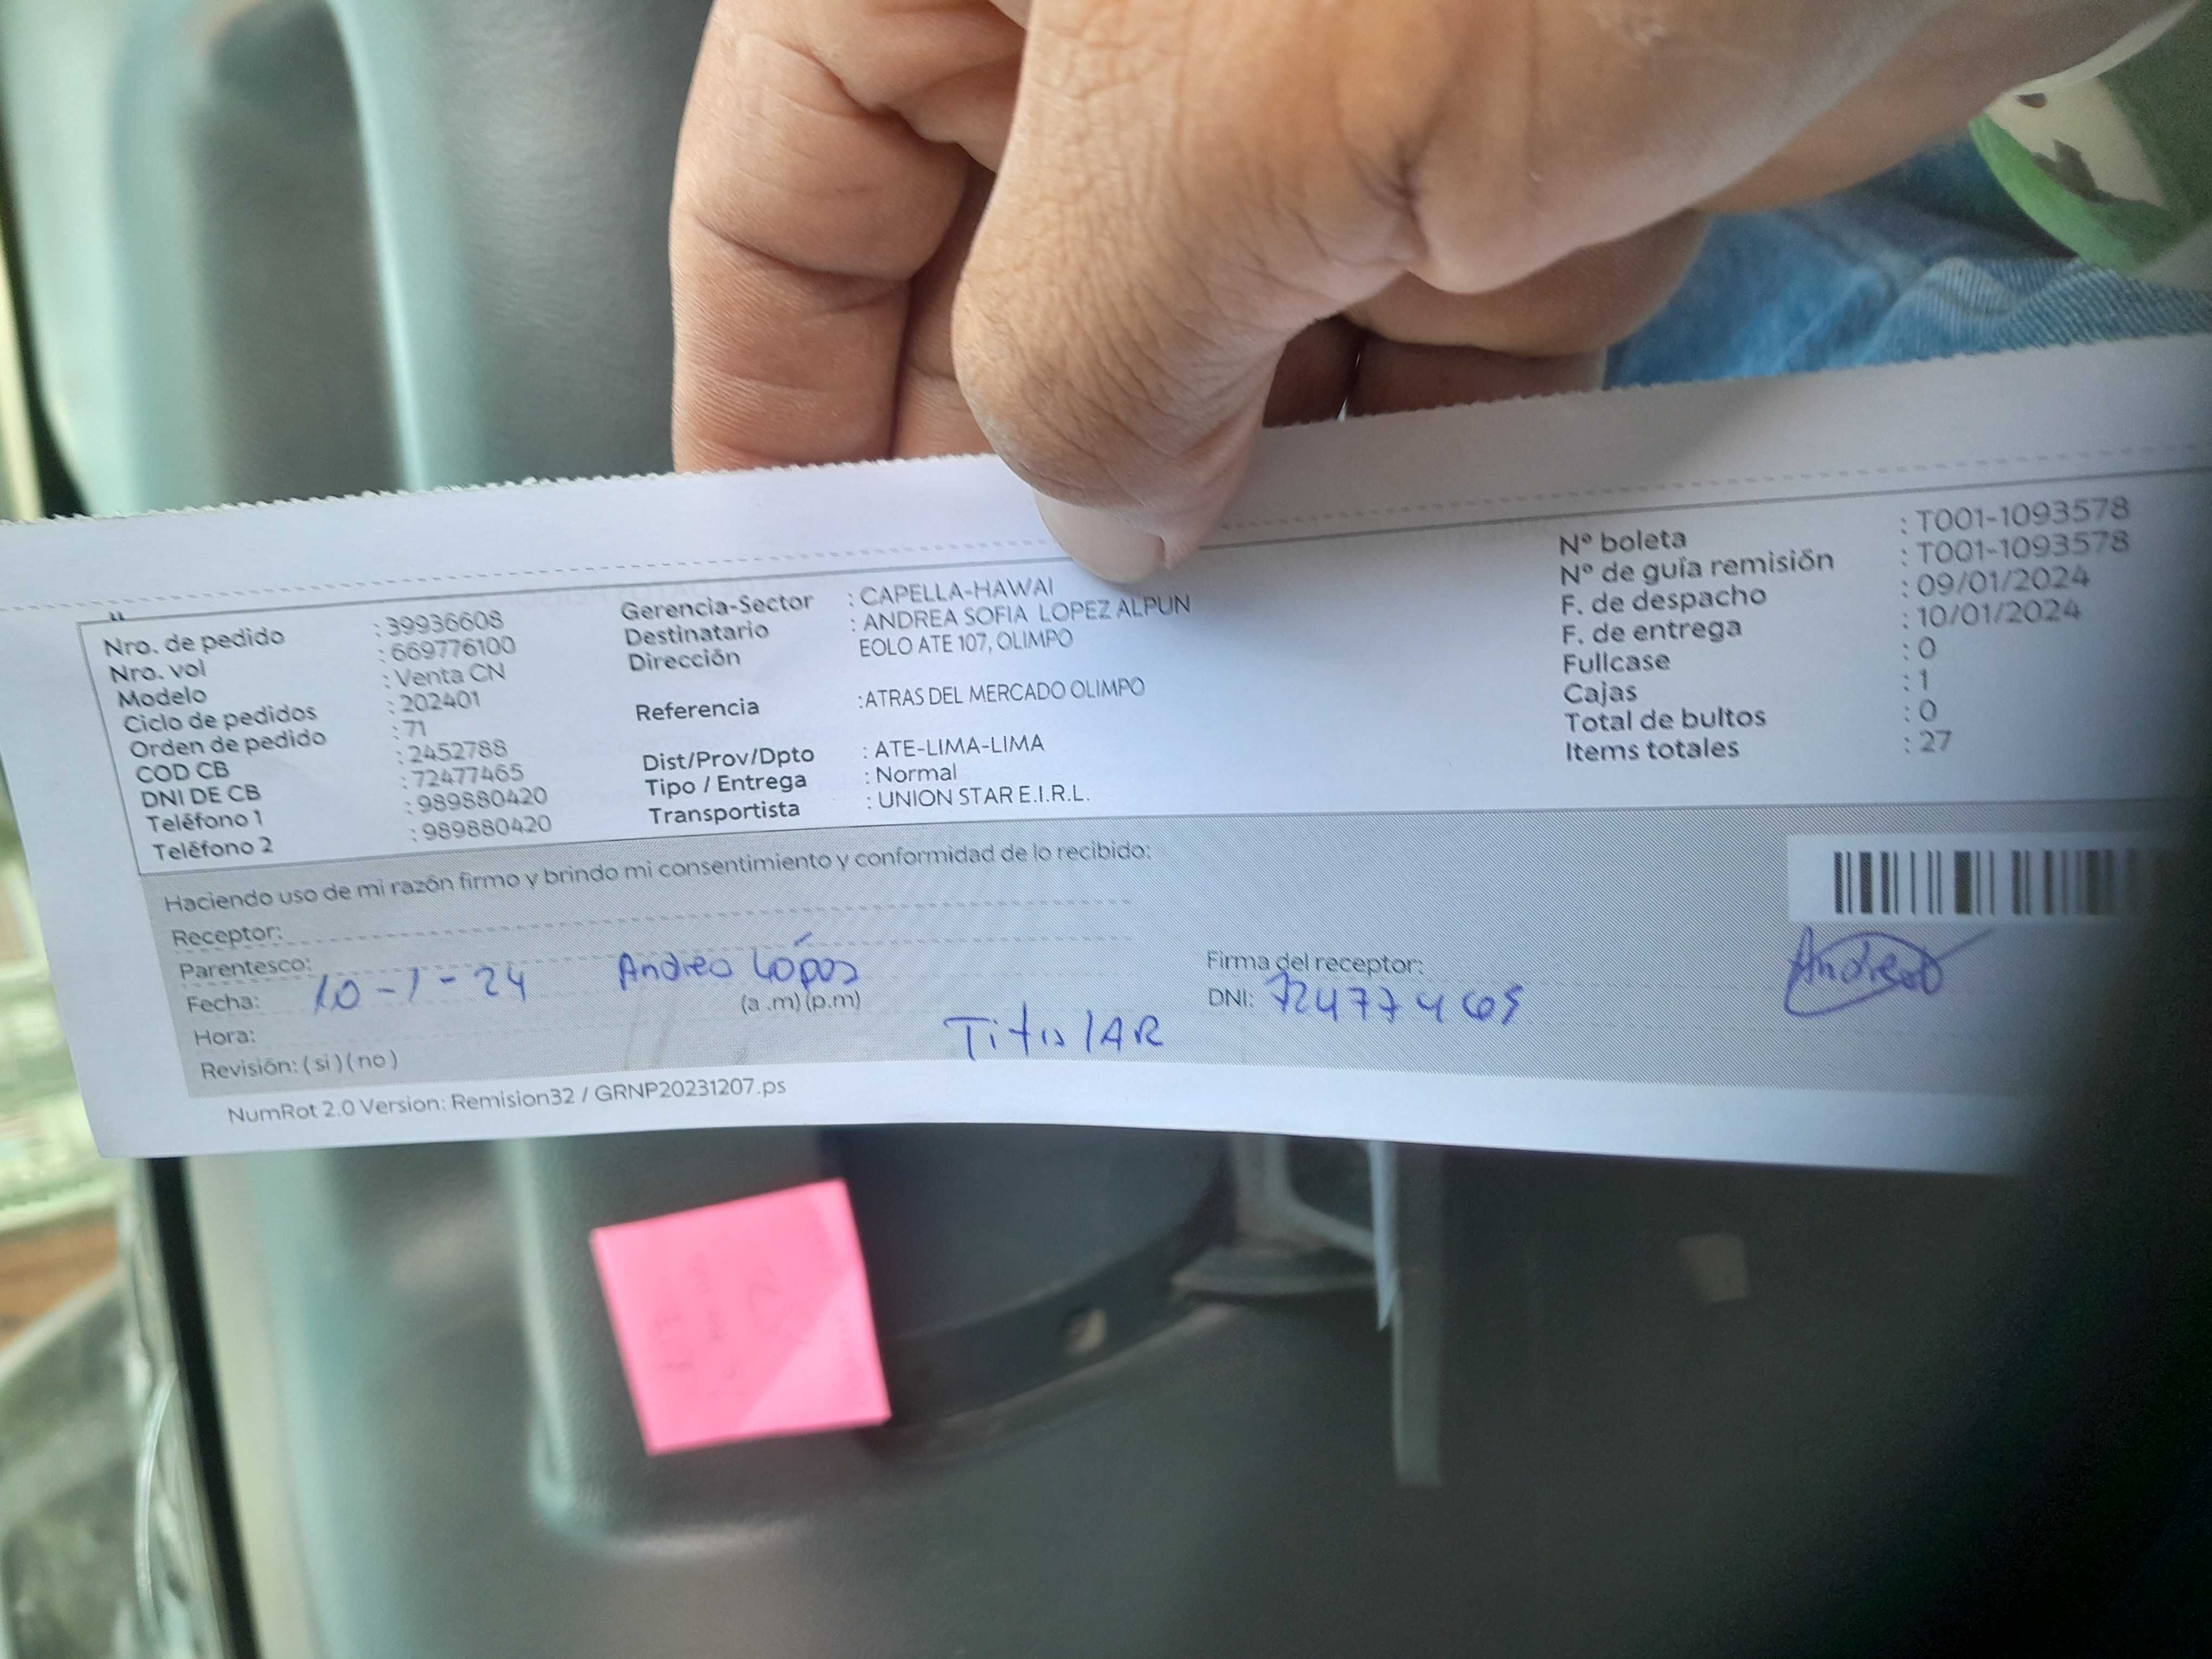 Nro. de pedido : 39936608
Nro. vol : 669776100
Modelo : Venta CN
Ciclo de pedidos : 202401
Orden de pedido : 71
COD CB : 2452788
DNI DE CB : 72477465
Teléfono 1 : 989880420
Teléfono 2 : 989880420
Gerencia-Sector : CAPELLA-HAWAI
Destinatario : ANDREA SOFIA LOPEZ ALPUN
Dirección EOLO ATE 107, OLIMPO
Referencia :ATRAS DEL MERCADO OLIMPO
Dist/Prov/Dpto : ATE-LIMA-LIMA
Tipo / Entrega : Normal
Transportista : UNION STAR E.I.R.L.
N° boleta : T001-1093578
N° de guía remisión : T001-1093578
F. de despacho : 09/01/2024
F. de entrega : 10/01/2024
Fullcase : 0
Cajas : 1
Total de bultos : 0
Items totales : 27
Haciendo uso de mi razón firmo y brindo mi consentimiento y conformidad de lo recibido:
Receptor:
Parentesco:
Fecha: 10-1-24 Andrea López
(a.m) (p.m)
Hora:
Titular
Revisión: ( si ) ( no )
Firma del receptor: Andrea
DNI: 72477465
NumRot 2.0 Version: Remision32 / GRNP20231207.ps